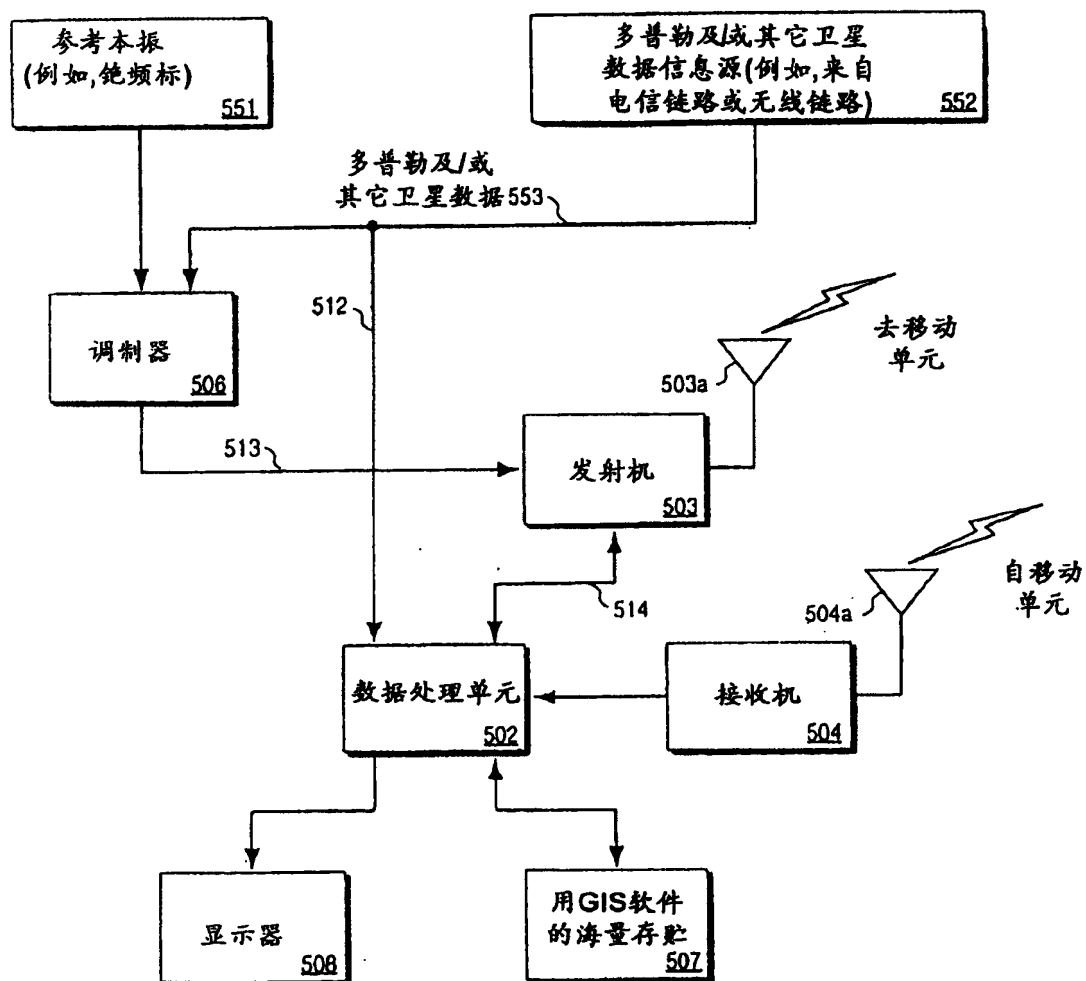 参考本振
(例如,铯频标)
551
多普勒及/或其它卫星
数据信息源(例如,来自
电信链路或无线链路)
552
多普勒及/或
其它卫星数据553
512
调制器
506
去移动
单元
503a
513
发射机
503
自移动
单元
504a
514
数据处理单元
502
接收机
504
显示器
508
用GIS软件
的海量存贮
507